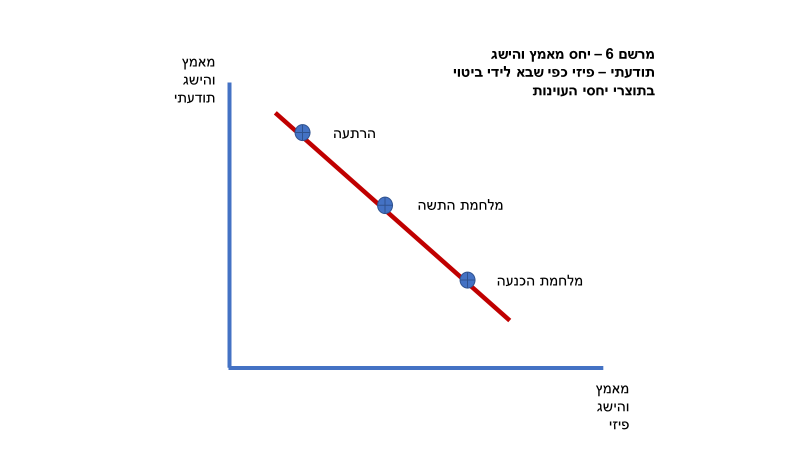 מרשם 6 – יחס מאמץ והישג
תודעתי – פיזי כפי שבא לידי ביטוי
בתוצרי יחסי העוינות
מאמץ
והישג
תודעתי
הרתעה
מלחמת התשה
מלחמת הכנעה
מאמץ
והישג
פיזי